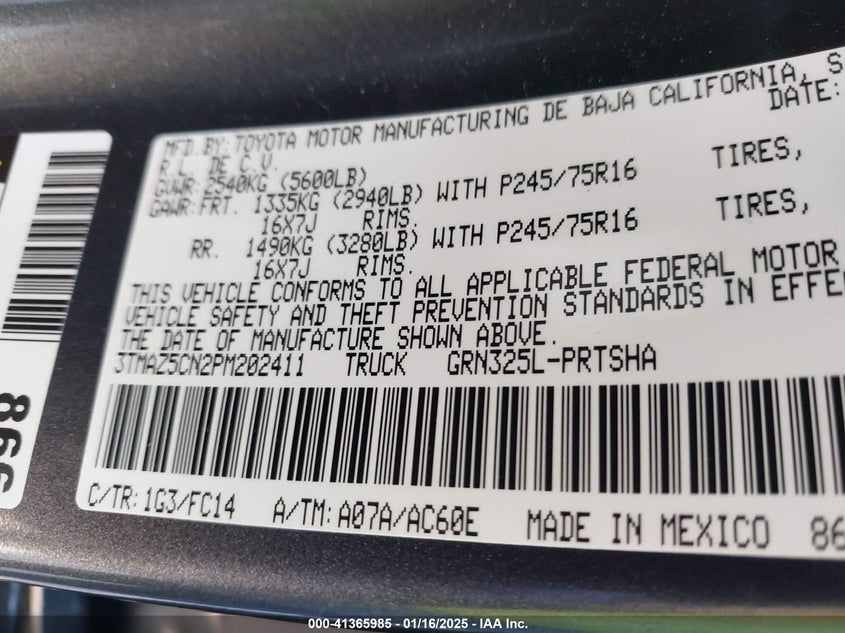 MFD.BY:TOYOTA MOTOR MANUFACTURING DE BAJA CALIFORNIA, S
R.L. DE C.V. DATE:
GVWR:2540KG (5600LB)
GAWR:FRT. 1335KG (2940LB) WITH P245/75R16 TIRES,
16X7J RIMS.
RR. 1490KG (3280LB) WITH P245/75R16 TIRES,
16X7J RIMS.
THIS VEHICLE CONFORMS TO ALL APPLICABLE FEDERAL MOTOR
VEHICLE SAFETY AND THEFT PREVENTION STANDARDS IN EFFE
THE DATE OF MANUFACTURE SHOWN ABOVE.
3TMAZ5CN2PM202411 TRUCK GRN325L-PRTSHA
C/TR:1G3/FC14 A/TM:A07A/AC60E MADE IN MEXICO 86
000-41365985 - 01/16/2025 - IAA Inc.